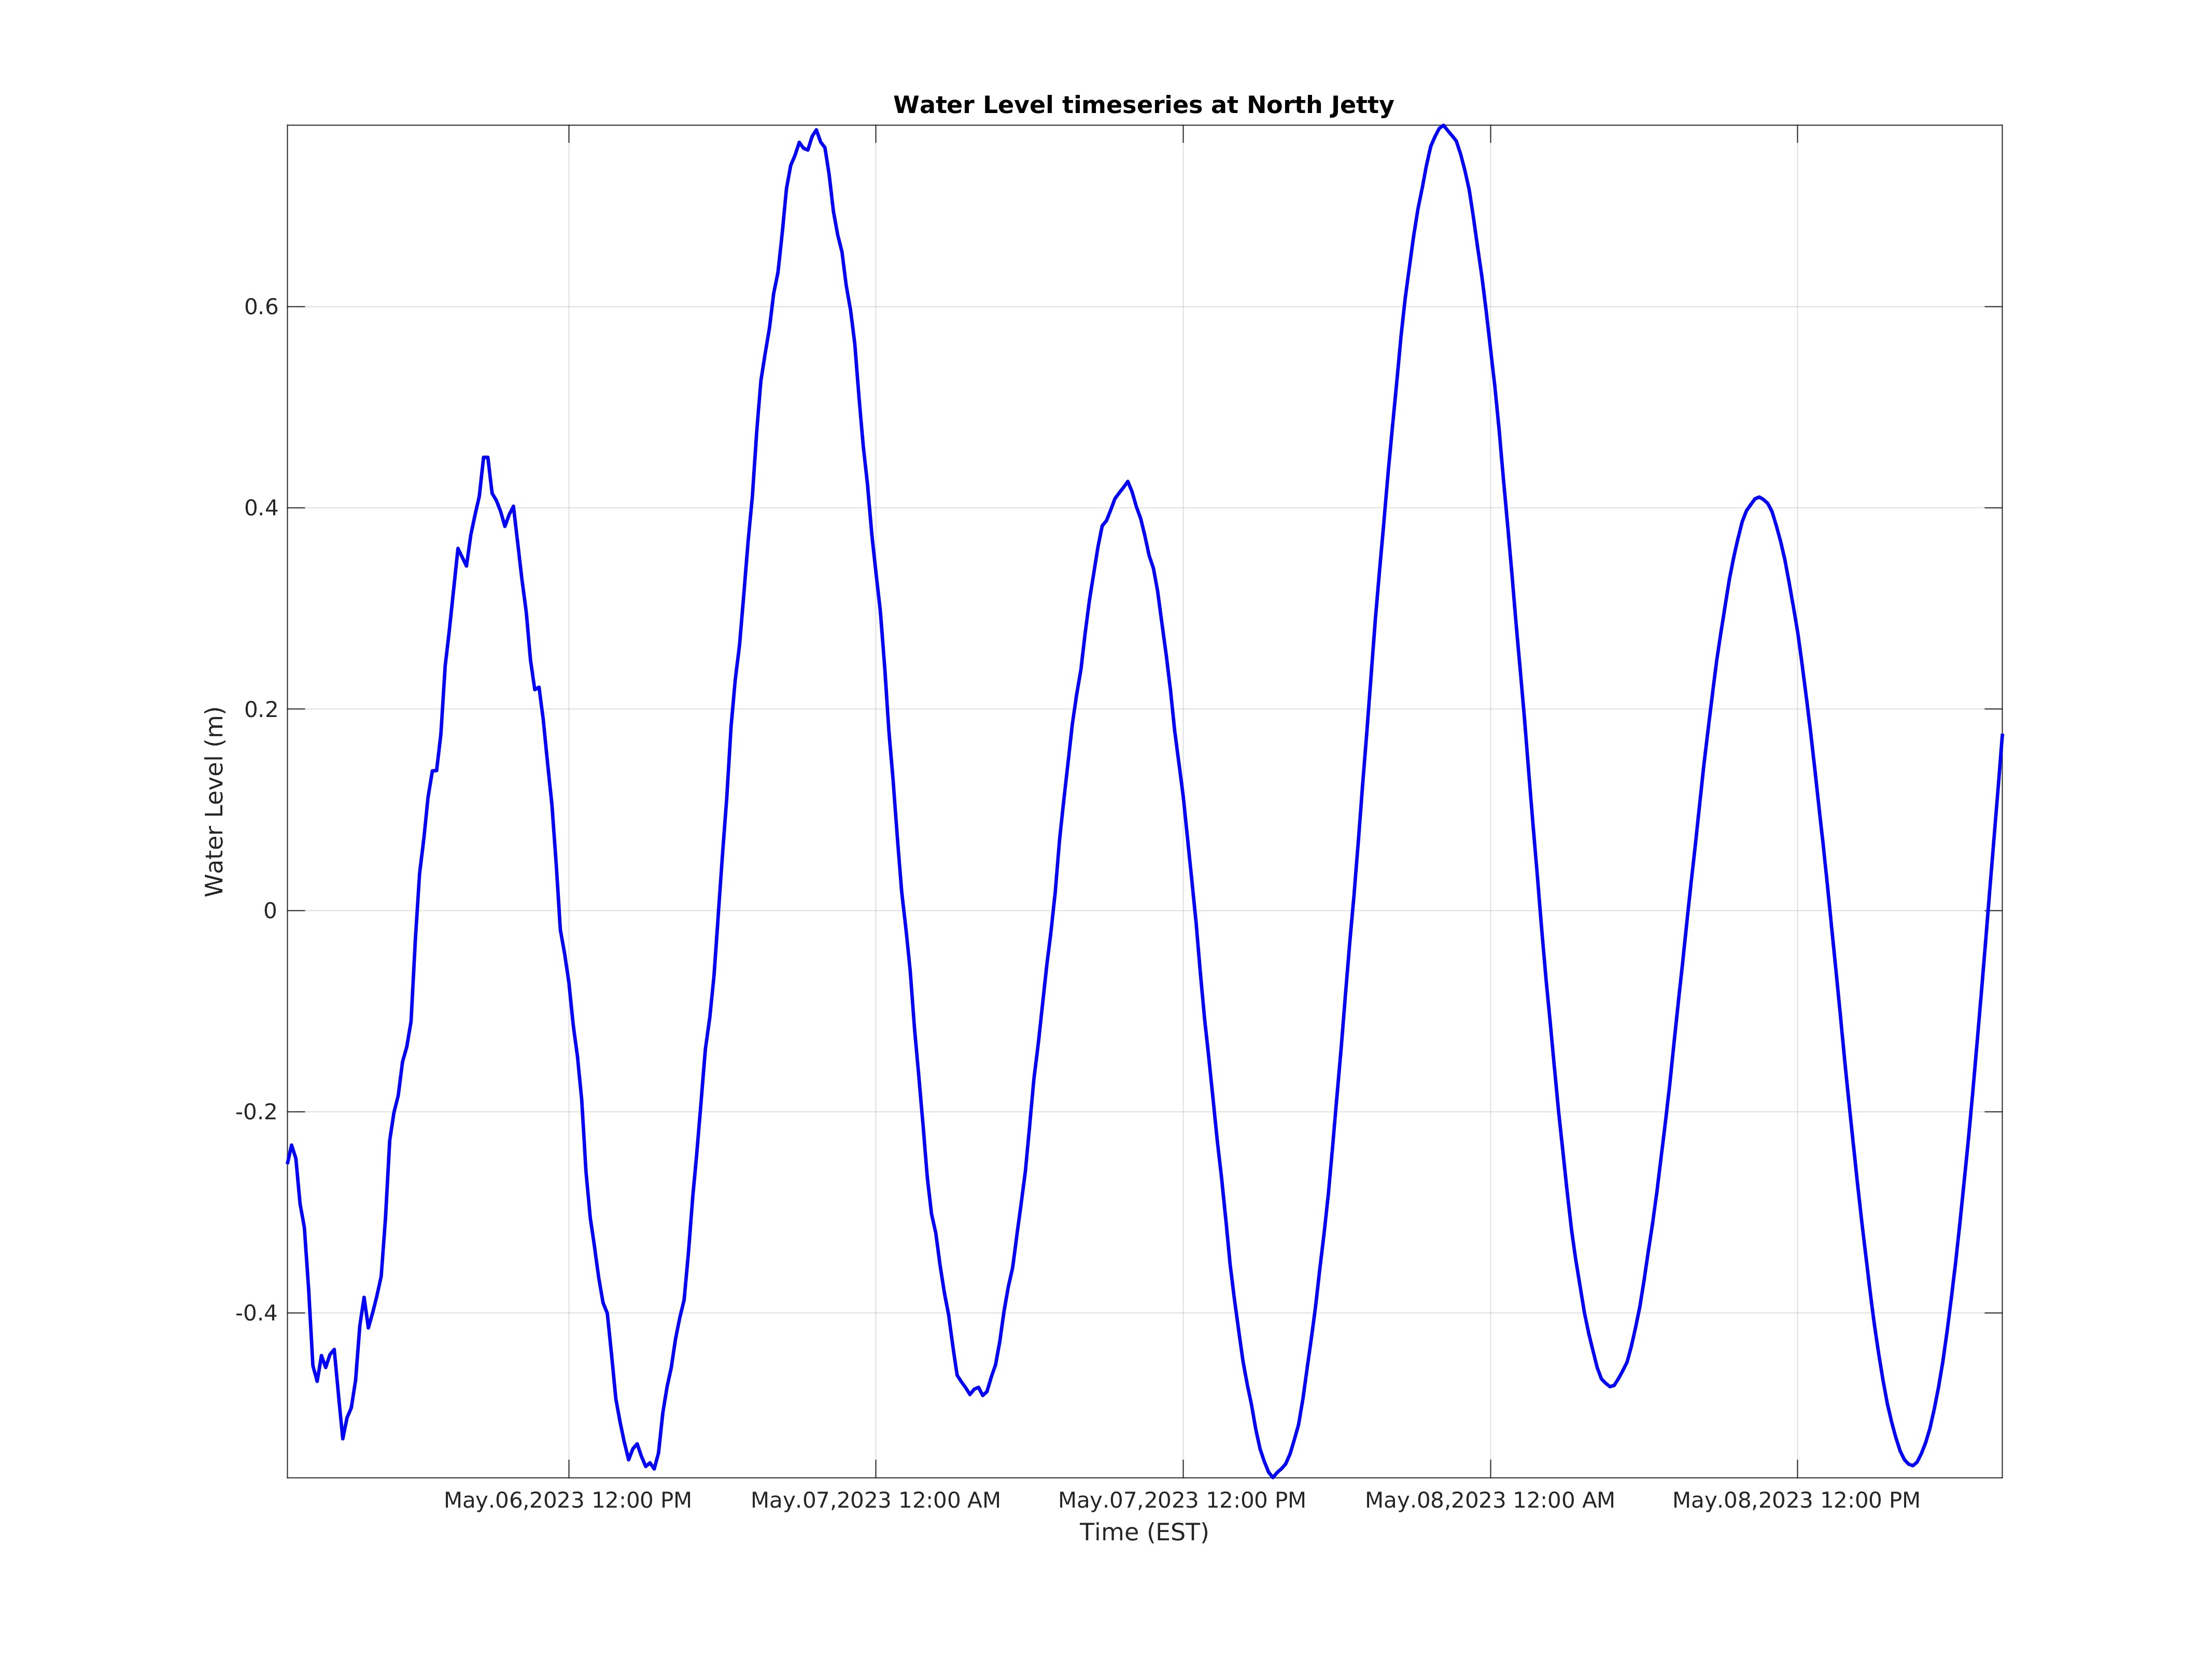 Water Level timeseries at North Jetty
Water Level (m)
0.6
0.4
0.2
0
-0.2
-0.4
May.06,2023 12:00 PM
May.07,2023 12:00 AM
May.07,2023 12:00 PM
May.08,2023 12:00 AM
May.08,2023 12:00 PM
Time (EST)